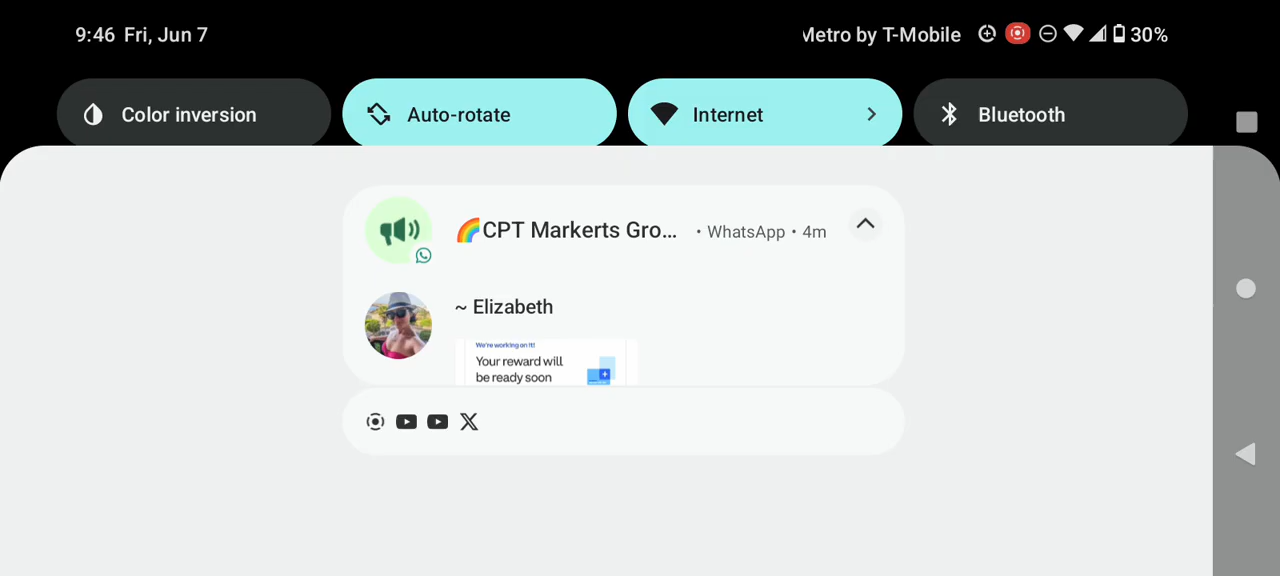 9:46 Fri, Jun 7
Metro by T-Mobile 30%
Color inversion
Auto-rotate
Internet
Bluetooth
🌈CPT Markerts Gro... • WhatsApp • 4m
~ Elizabeth
We're working on it!
Your reward will
be ready soon